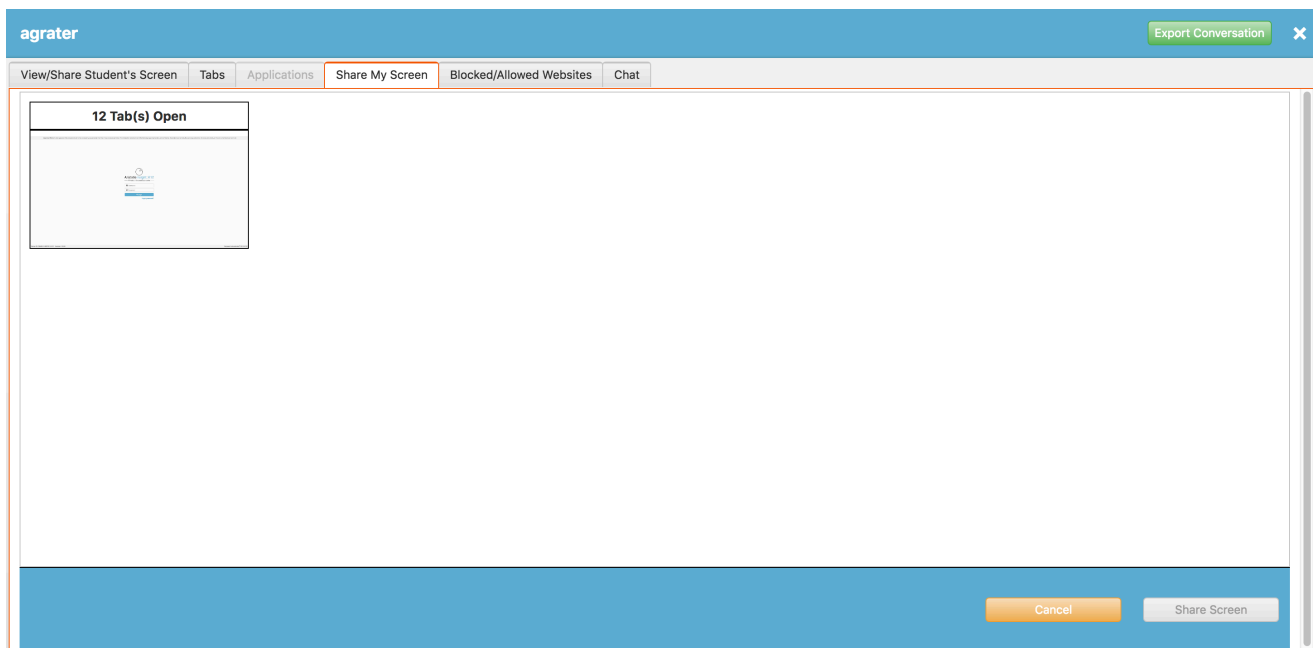 agrater
Export Conversation
View/Share Student's Screen
Tabs
Applications
Share My Screen
Blocked/Allowed Websites
Chat
12 Tab(s) Open
Cancel
Share Screen